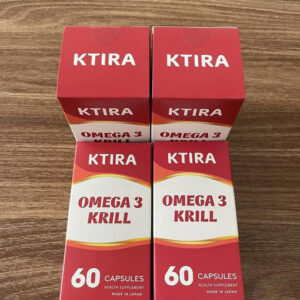 KTIRA
KTIRA
KTIRA
KTIRA
OMEGA 3
OMEGA 3
KTIRA
KTIRA
OMEGA 3
KRILL
OMEGA 3
KRILL
60 CAPSULES
HEALTH SUPPLEMENT
MADE IN JAPAN
60 CAPSULES
HEALTH SUPPLEMENT
MADE IN JAPAN